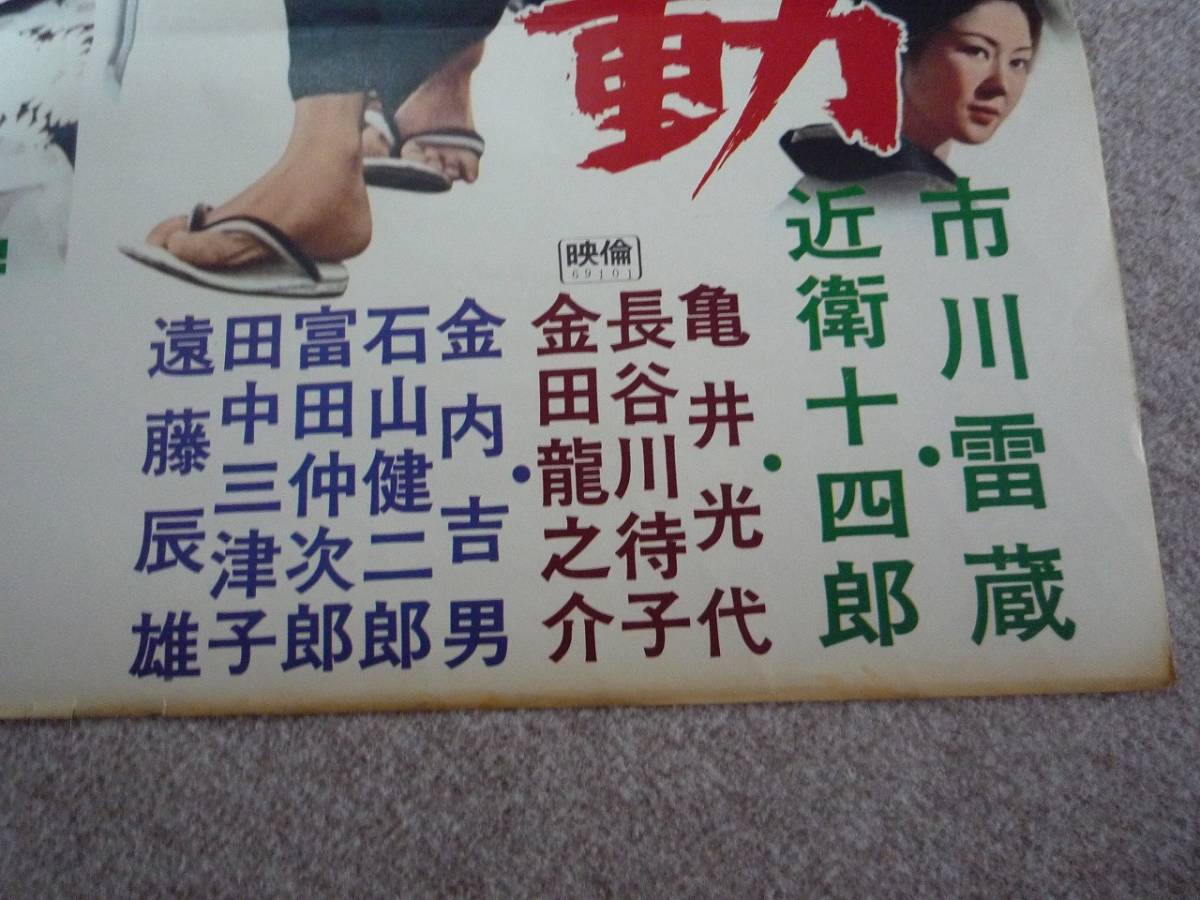 動
市川雷蔵・
近衛十四郎・
亀井光代
長谷川待子
金田龍之介・
金内吉男
石山健二郎
富田仲次郎
田中三津子
遠藤辰雄
映倫
69101